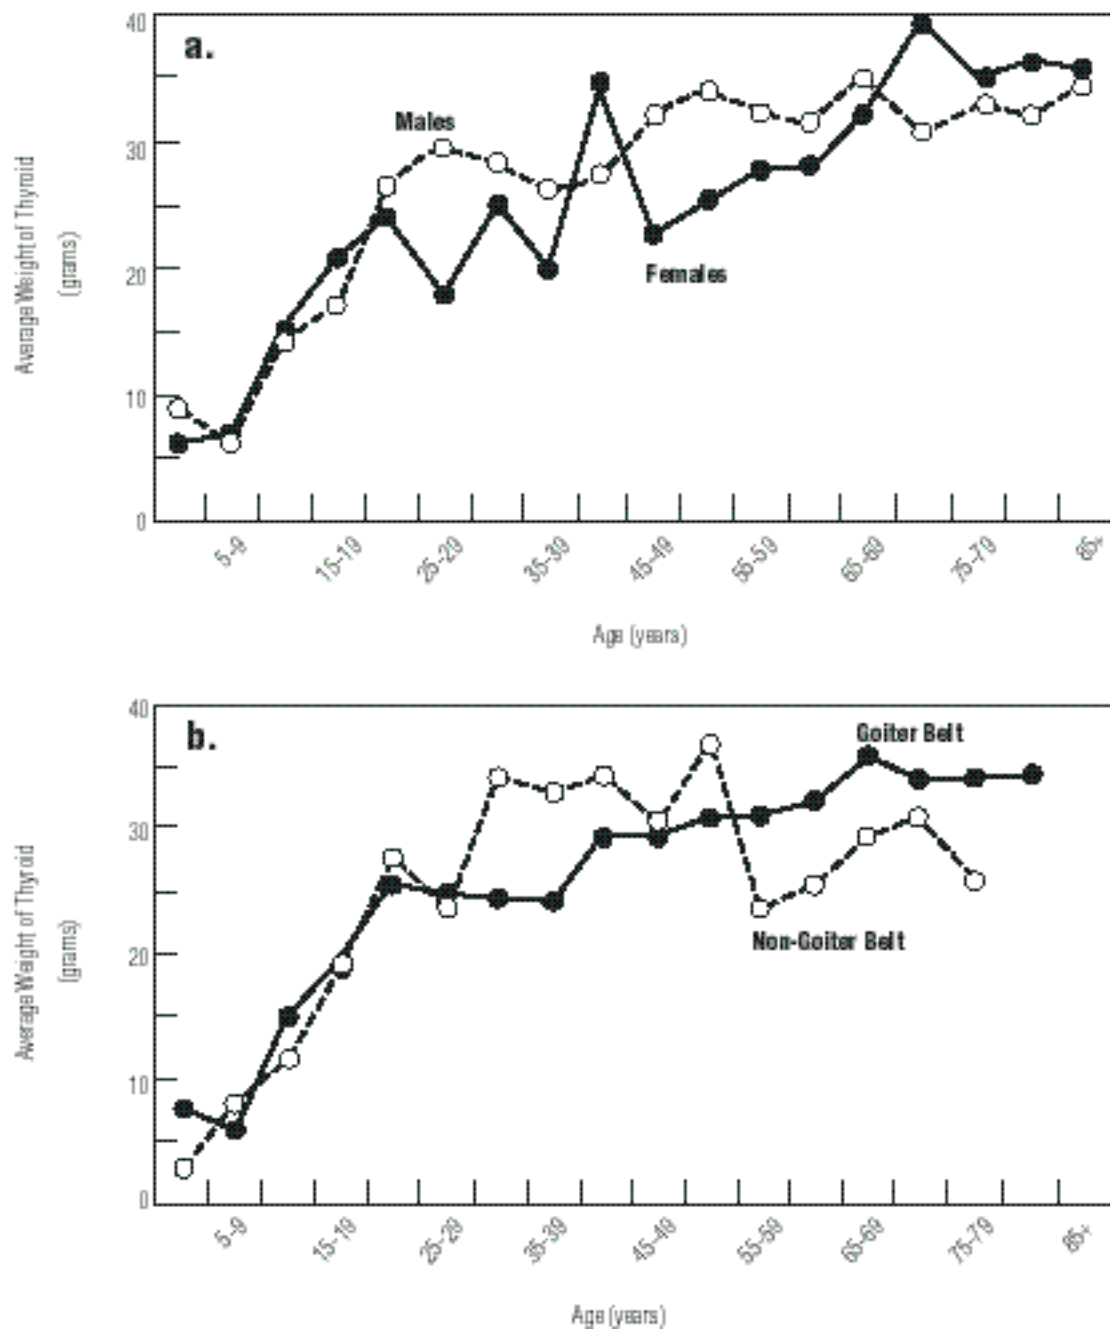 a.
40
30
20
10
0
Males
Females
Average Weight of Thyroid
(grams)
5-9
15-19
25-29
35-39
45-49
55-59
65-69
75-79
85+
Age (years)
b.
40
30
20
10
0
Goiter Belt
Non-Goiter Belt
Average Weight of Thyroid
(grams)
5-9
15-19
25-29
35-39
45-49
55-59
65-69
75-79
85+
Age (years)